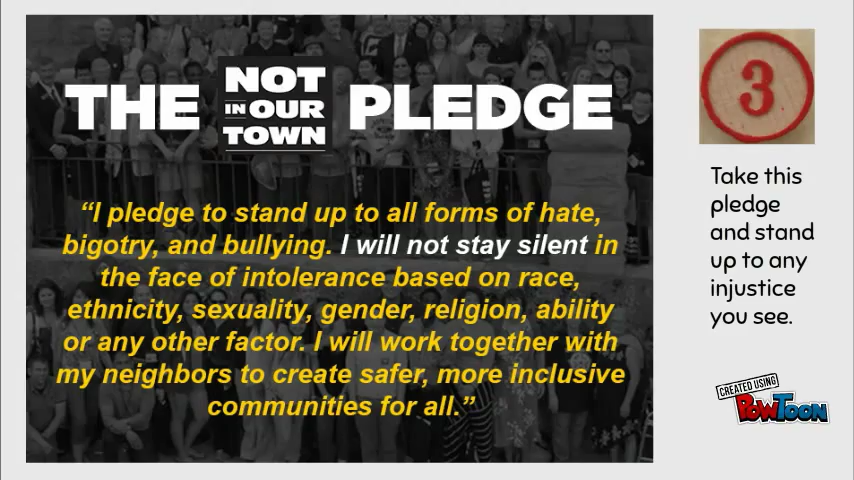 THE NOT IN OUR TOWN PLEDGE
“I pledge to stand up to all forms of hate,
bigotry, and bullying. I will not stay silent in
the face of intolerance based on race,
ethnicity, sexuality, gender, religion, ability
or any other factor. I will work together with
my neighbors to create safer, more inclusive
communities for all.”
3
Take this
pledge
and stand
up to any
injustice
you see.
CREATED USING
POWTOON